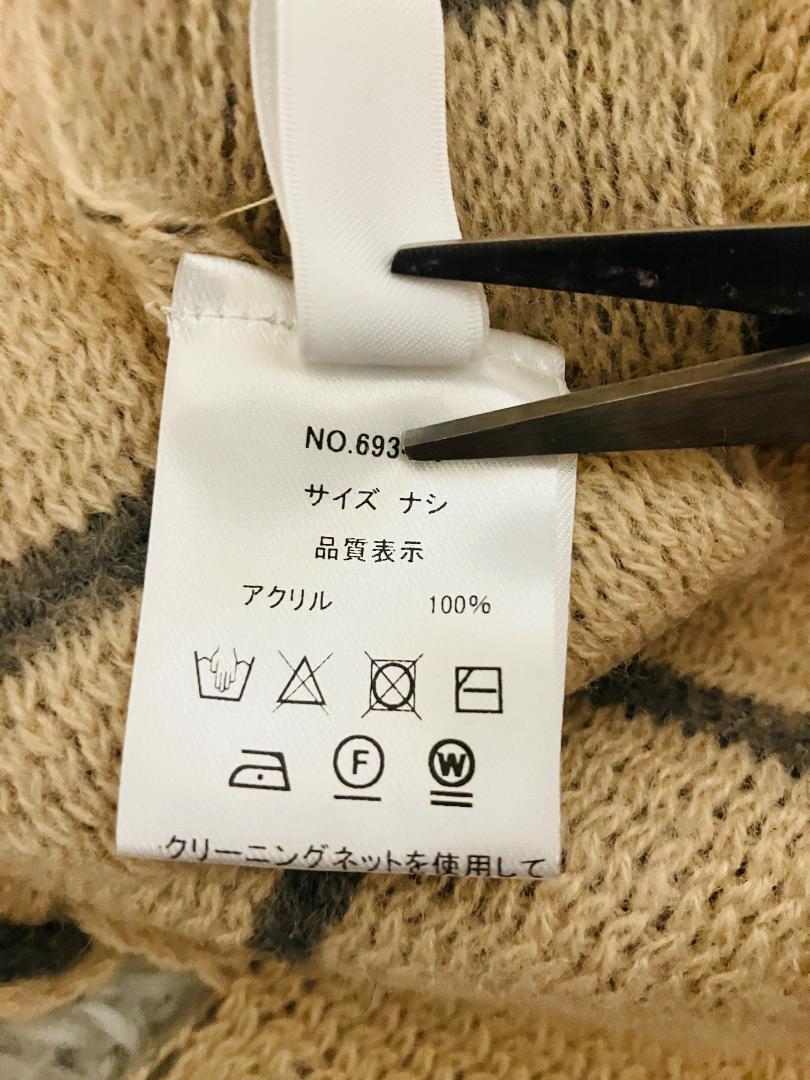 NO.693
サイズ ナシ
品質表示
アクリル 100%
F W
クリーニングネットを使用して